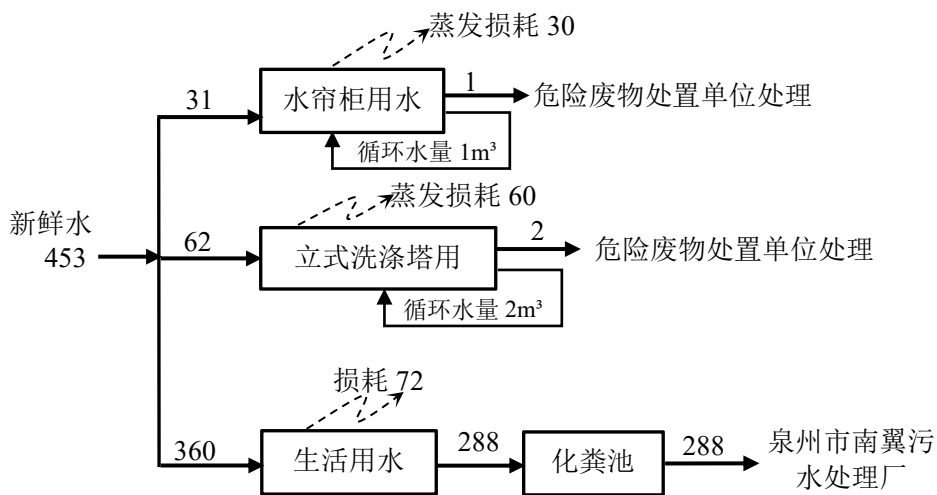 蒸发损耗 30
水帘柜用水
1
危险废物处置单位处理
31
循环水量 1m³
蒸发损耗 60
新鲜水
453
62
立式洗涤塔用
2
危险废物处置单位处理
循环水量 2m³
损耗 72
360
生活用水
288
化粪池
288
泉州市南翼污
水处理厂